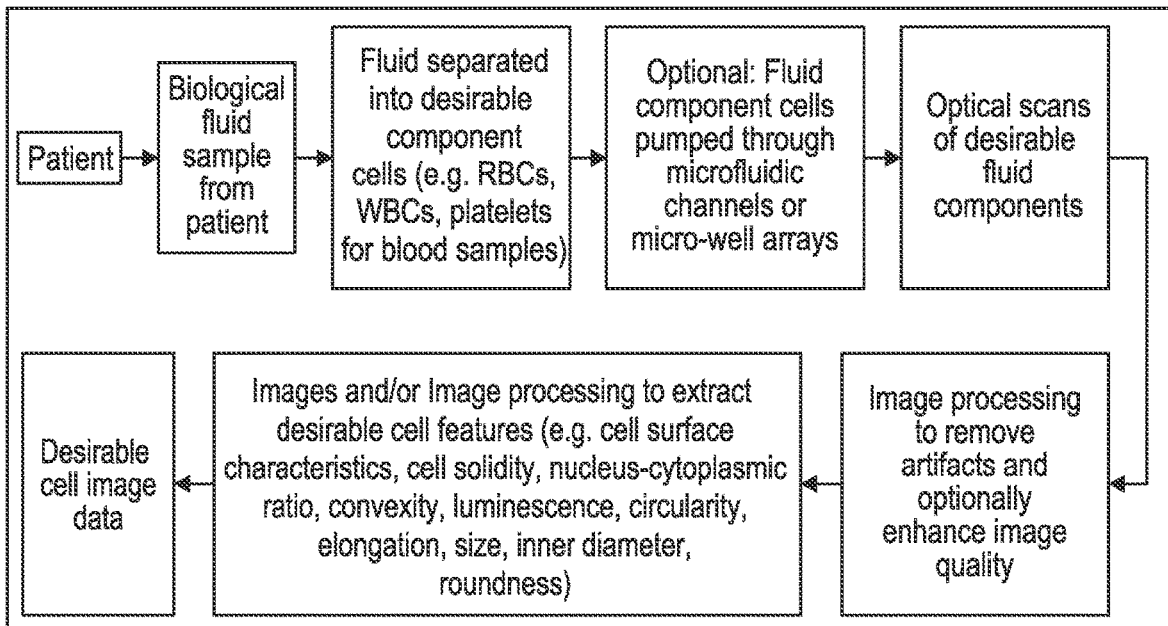 Patient
Biological
fluid
sample
from
patient
Fluid separated
into desirable
component
cells (e.g. RBCs,
WBCs, platelets
for blood samples)
Optional: Fluid
component cells
pumped through
microfluidic
channels or
micro-well arrays
Optical scans
of desirable
fluid
components
Image processing
to remove
artifacts and
optionally
enhance image
quality
Images and/or Image processing to extract
desirable cell features (e.g. cell surface
characteristics, cell solidity, nucleus-cytoplasmic
ratio, convexity, luminescence, circularity,
elongation, size, inner diameter,
roundness)
Desirable
cell image
data